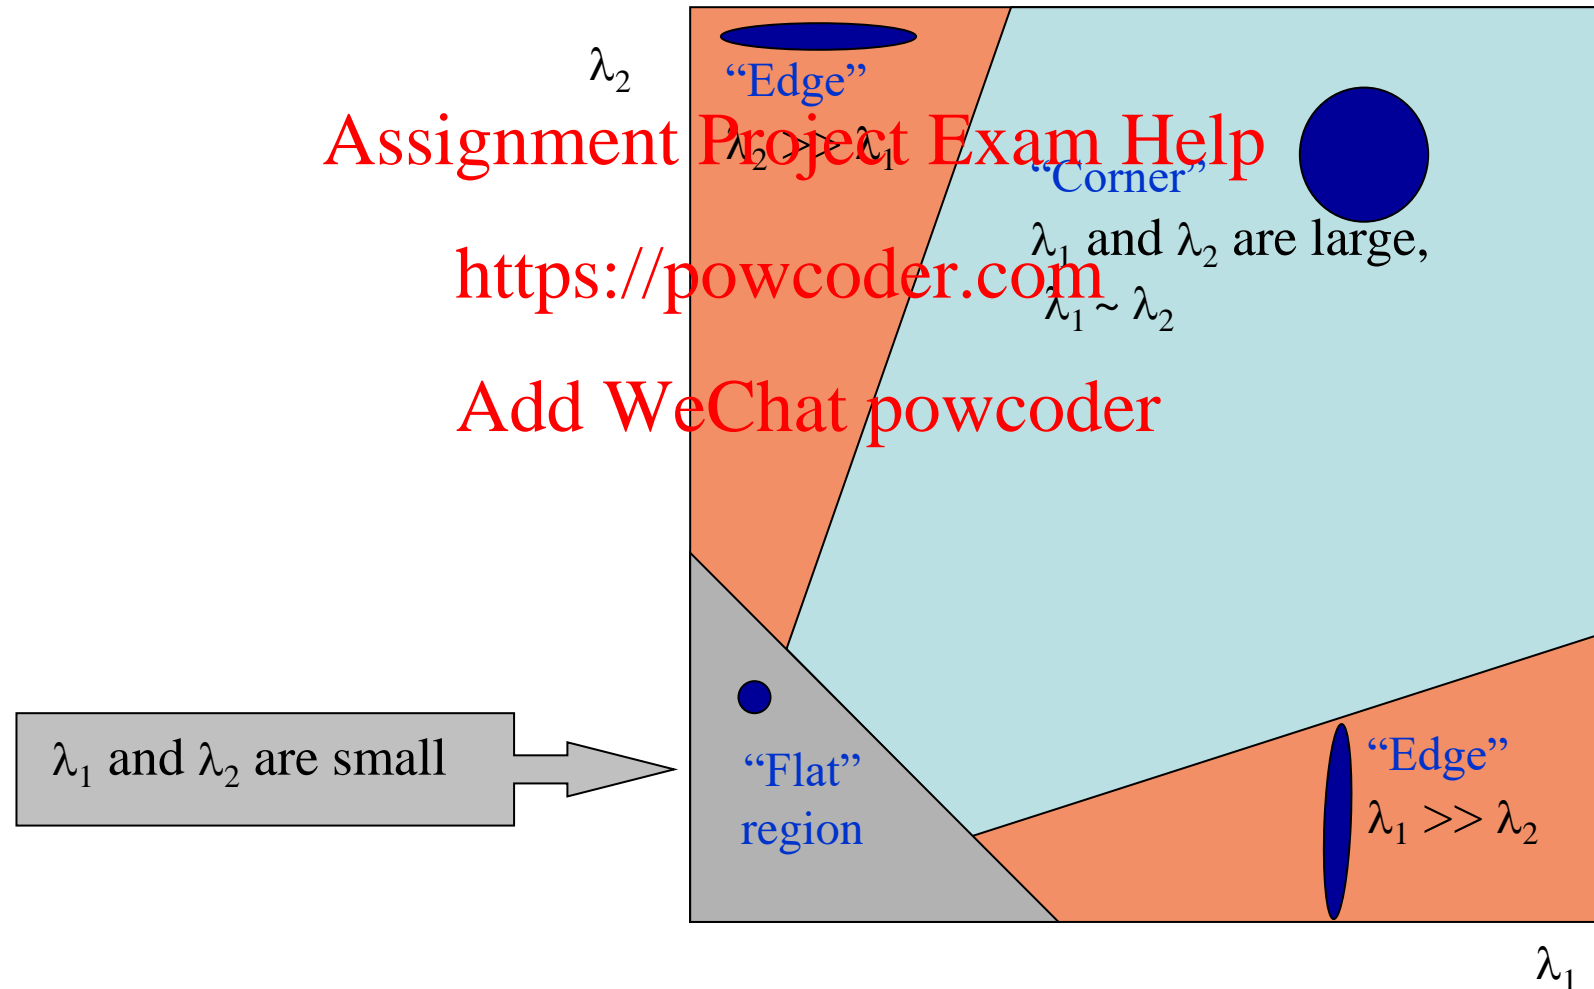 λ2
“Edge”
λ2 >> λ1
Assignment Project Exam Help
“Corner”
λ1 and λ2 are large,
λ1 ~ λ2
https://powcoder.com
Add WeChat powcoder
λ1 and λ2 are small
“Flat”
region
“Edge”
λ1 >> λ2
λ1